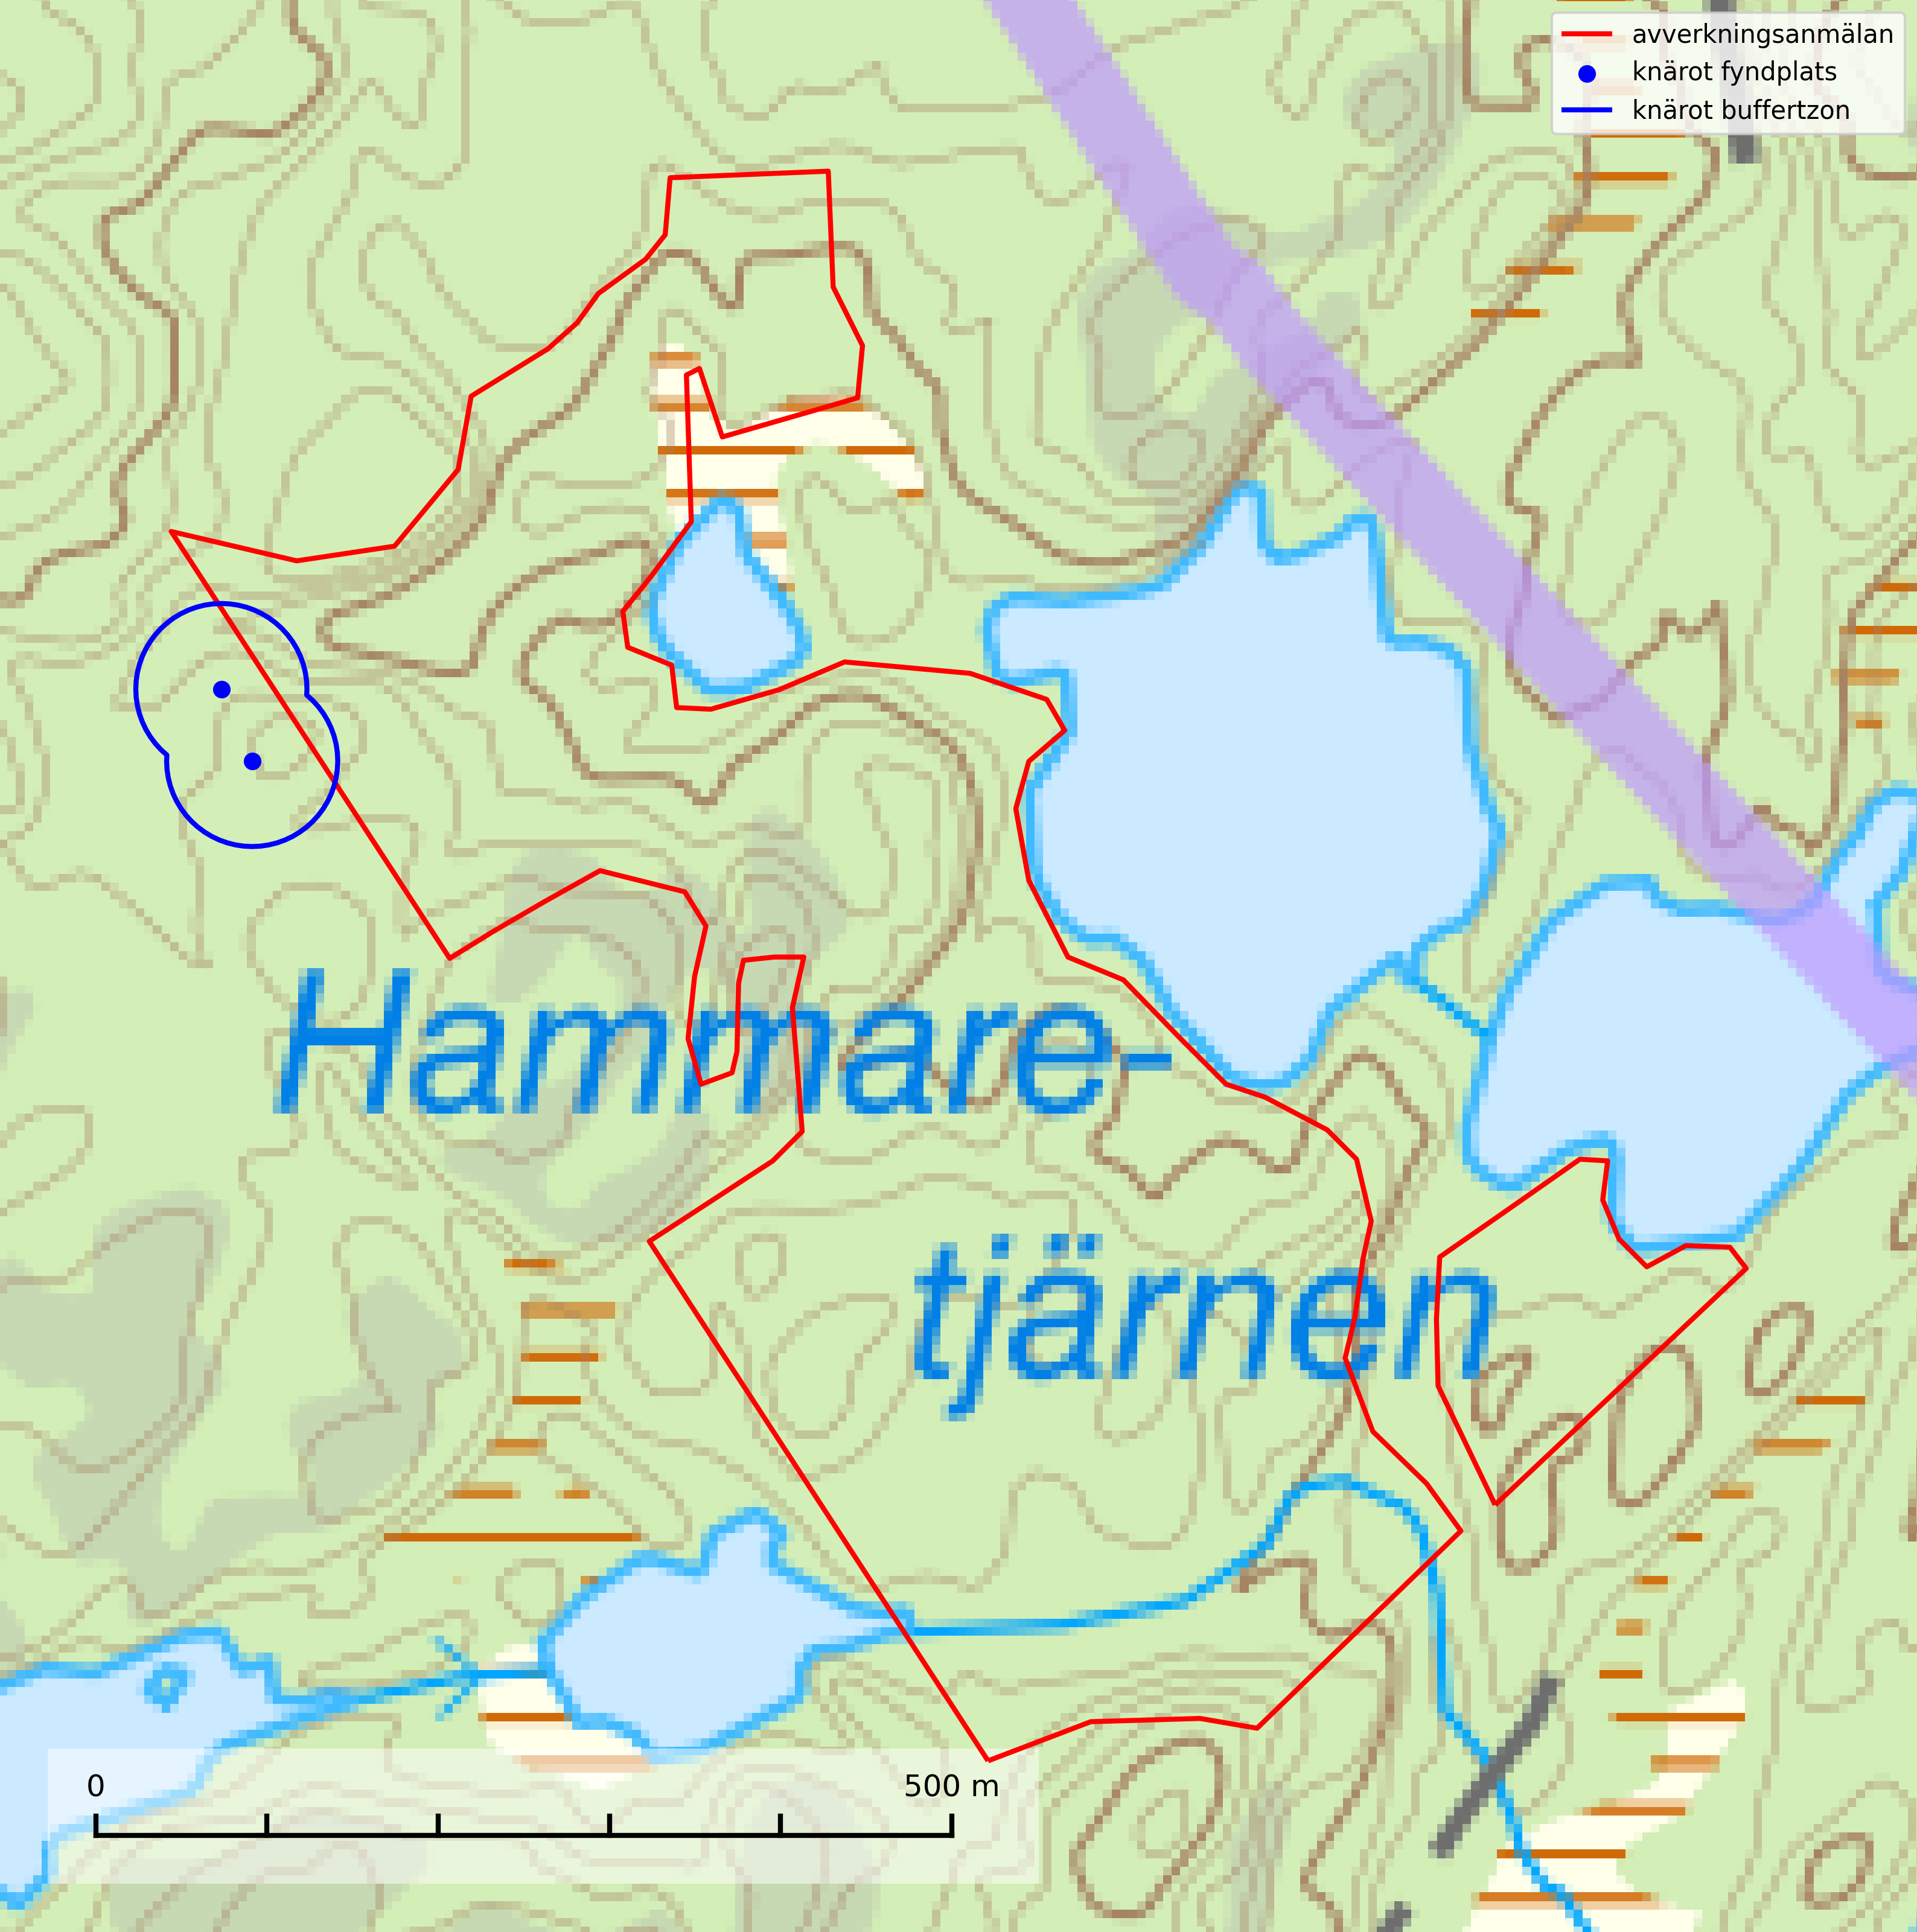 avverkningsanmälan
knärot fyndplats
knärot buffertzon
Hammare-
tjärnen
0 500 m